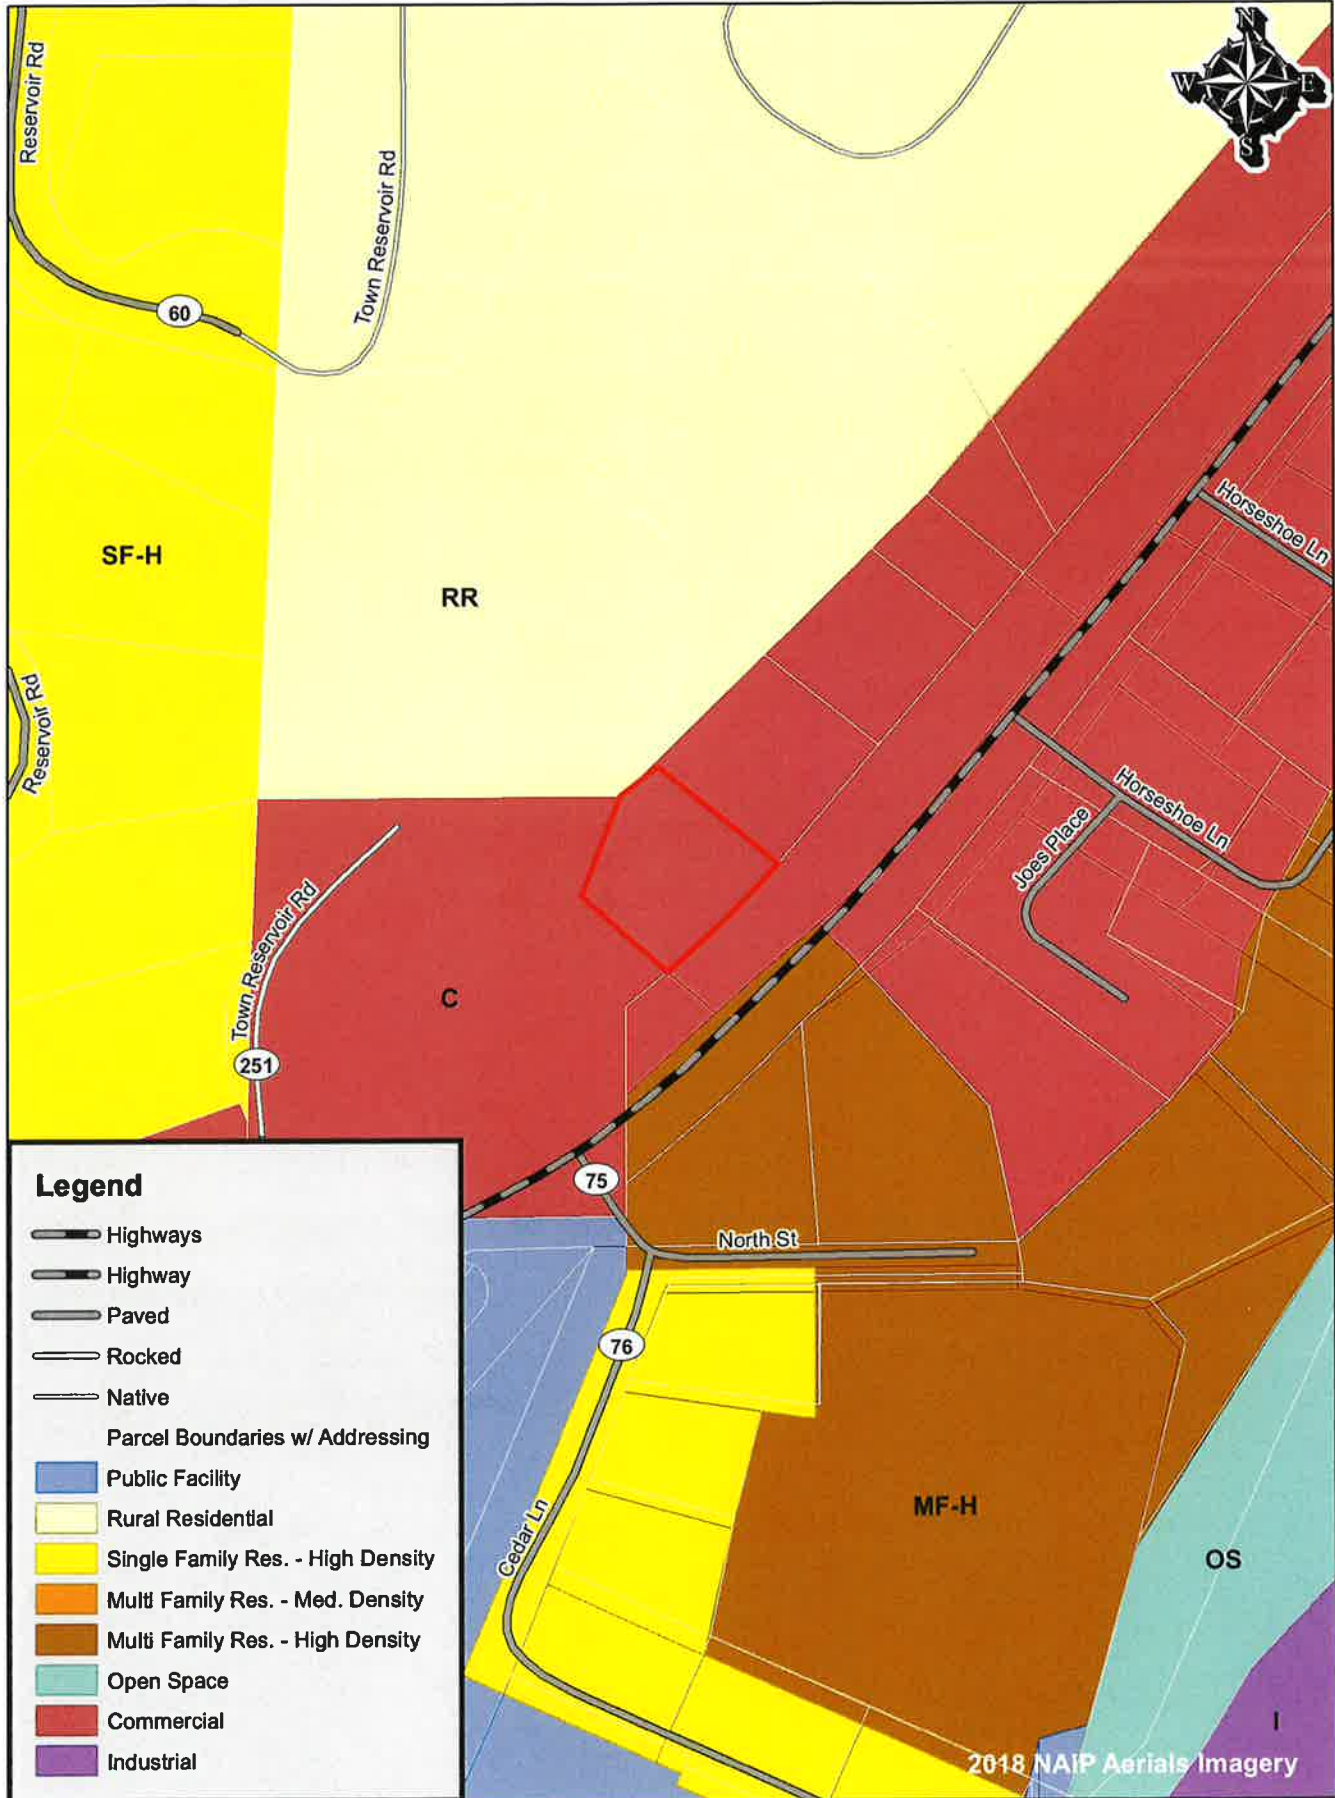 N
W
E
S
Reservoir Rd
Town Reservoir Rd
60
Horseshoe Ln
SF-H
RR
Reservoir Rd
Horseshoe Ln
Joes Place
Town Reservoir Rd
C
251
75
North St
76
Cedar Ln
MF-H
OS
I
2018 NAIP Aerials Imagery
Legend
Highways
Highway
Paved
Rocked
Native
Parcel Boundaries w/ Addressing
Public Facility
Rural Residential
Single Family Res. - High Density
Multi Family Res. - Med. Density
Multi Family Res. - High Density
Open Space
Commercial
Industrial